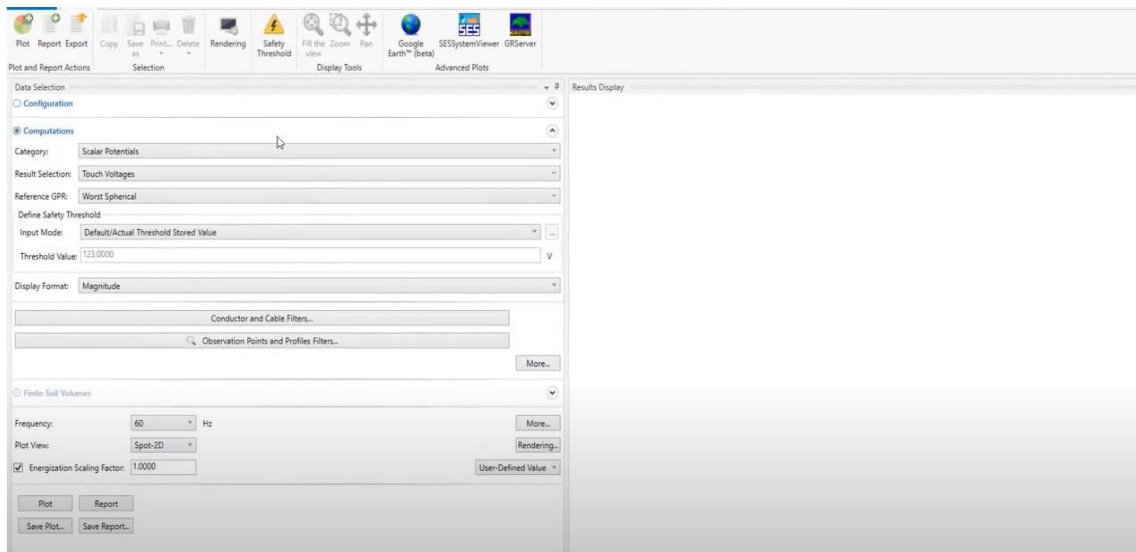 Plot Report Export Copy Save as Print... Delete Rendering Safety Threshold Fill the view Zoom Pan Google Earth™ (beta) SESSystemViewer GRServer
Plot and Report Actions Selection Display Tools Advanced Plots
Data Selection Results Display
Configuration
Computations
Category: Scalar Potentials
Result Selection: Touch Voltages
Reference GPR: Worst Spherical
Define Safety Threshold
Input Mode: Default/Actual Threshold Stored Value ...
Threshold Value: 123.0000 V
Display Format: Magnitude
Conductor and Cable Filters...
Observation Points and Profiles Filters...
More...
Finite Soil Volumes
Frequency: 60 Hz More...
Plot View: Spot-2D Rendering...
Energization Scaling Factor: 1.0000 User-Defined Value
Plot Report
Save Plot... Save Report...